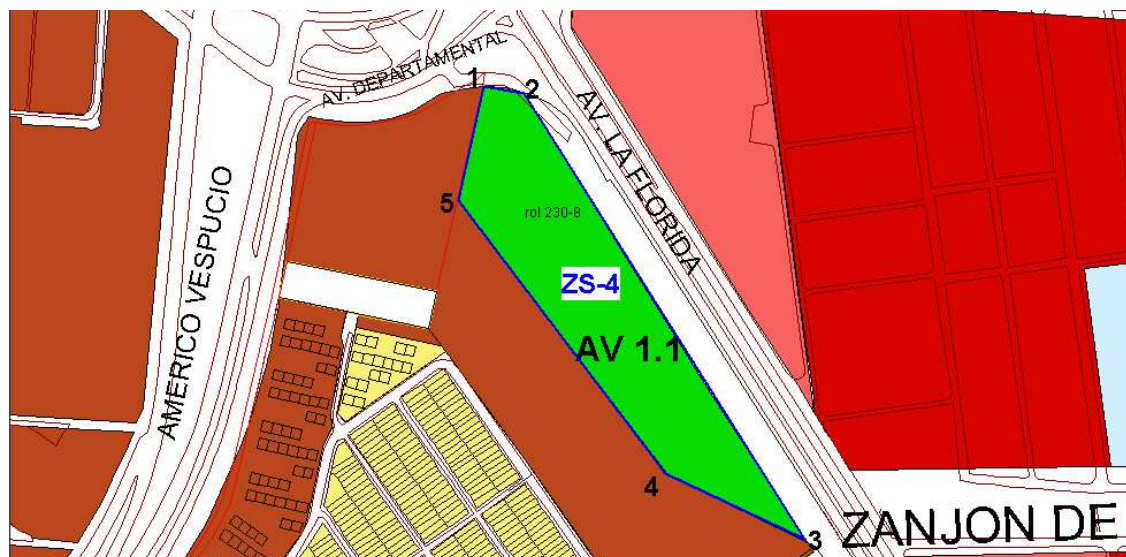 AV. DEPARTAMENTAL
1
2
AV. LA FLORIDA
AMERICO VESPUCIO
5
rol 230-8
ZS-4
AV 1.1
4
3
ZANJON DE